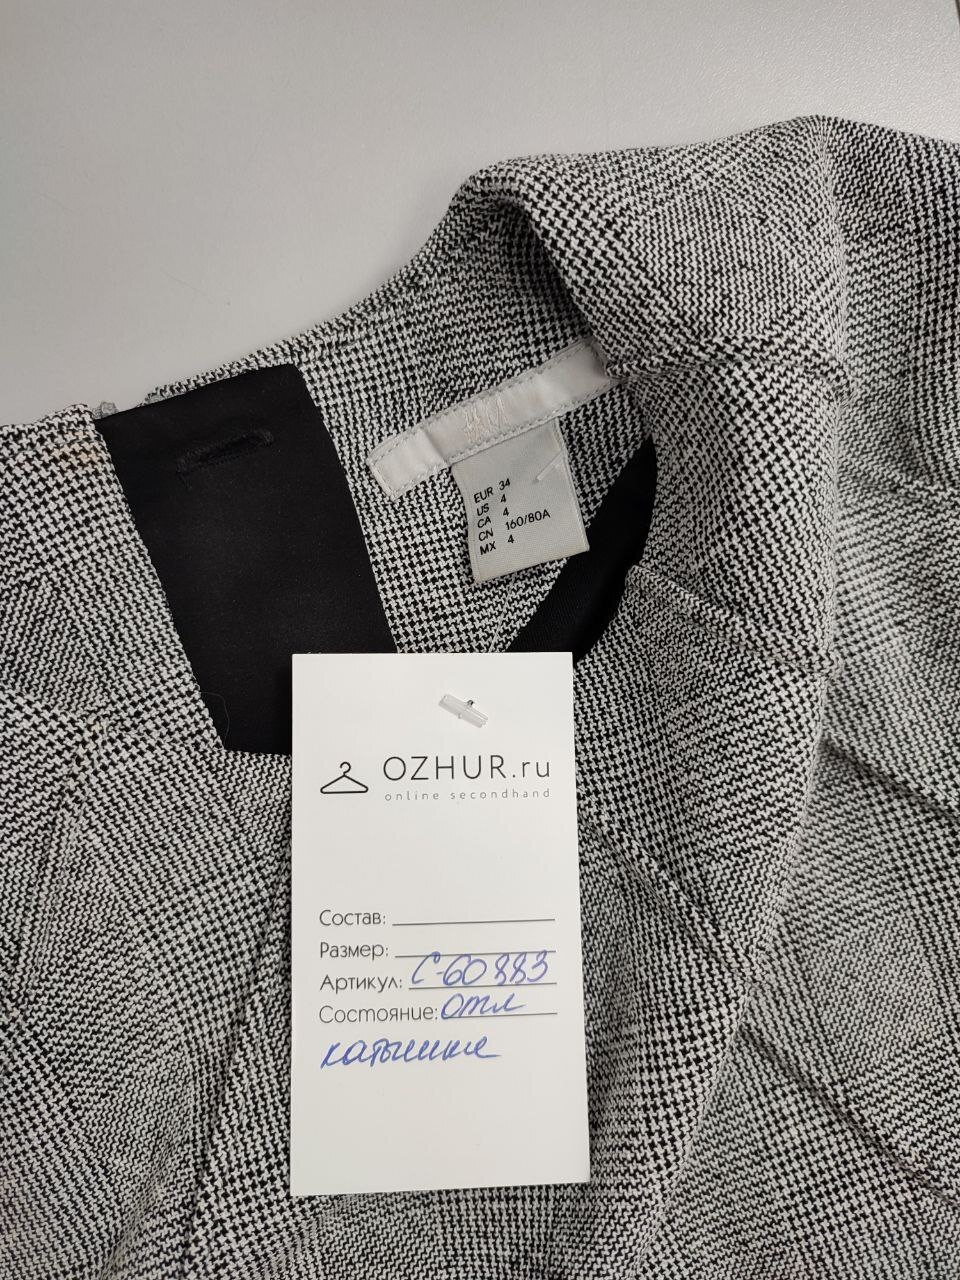 H&M
EUR 34
US 4
CA 4
CN 160/80A
MX 4
OZHUR.ru
online secondhand
Состав:
Размер:
Артикул: С-60883
Состояние: отл
катышки